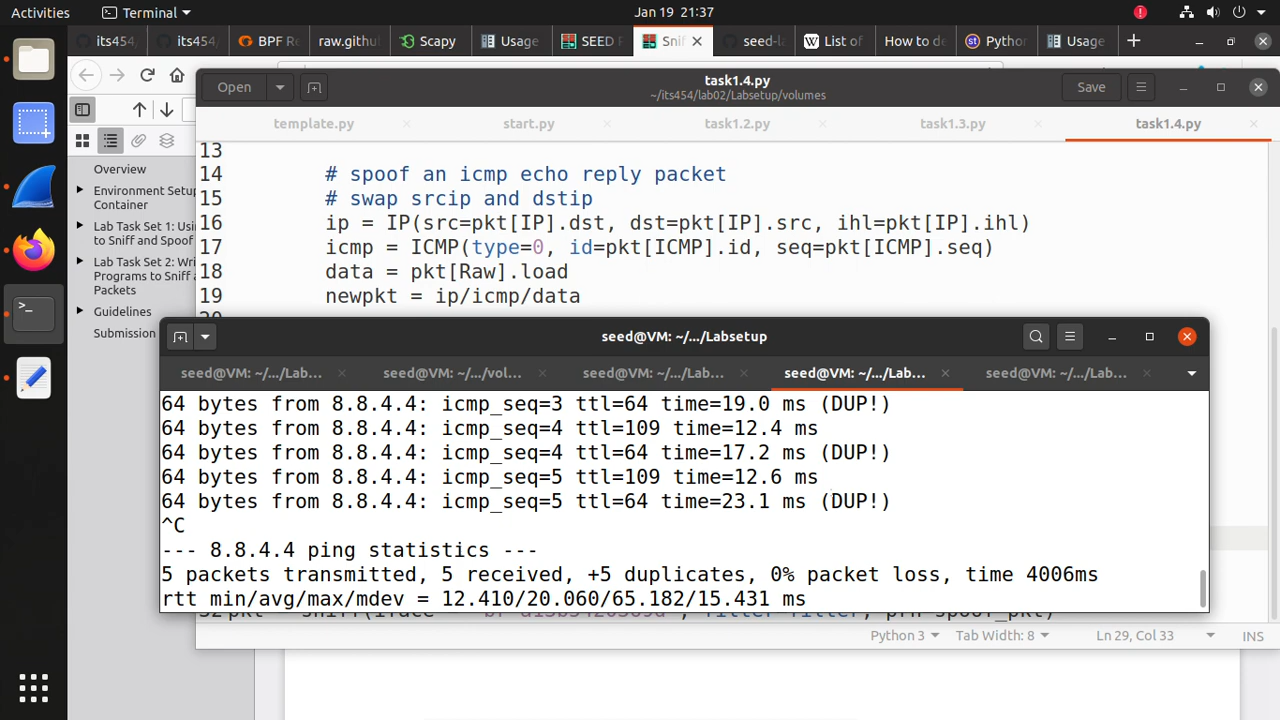 Activities
Terminal
Jan 19 21:37
its454/
its454/
BPF Re
raw.githu
Scapy
Usage
SEED P
Snif
seed-la
List of
How to de
Python
Usage
Open
task1.4.py
~/its454/lab02/Labsetup/volumes
Save
template.py
start.py
task1.2.py
task1.3.py
task1.4.py
Overview
Environment Setup
Container
Lab Task Set 1: Usi
to Sniff and Spoof
Lab Task Set 2: Wri
Programs to Sniff a
Packets
Guidelines
Submission
13
14 # spoof an icmp echo reply packet
15 # swap srcip and dstip
16 ip = IP(src=pkt[IP].dst, dst=pkt[IP].src, ihl=pkt[IP].ihl)
17 icmp = ICMP(type=0, id=pkt[ICMP].id, seq=pkt[ICMP].seq)
18 data = pkt[Raw].load
19 newpkt = ip/icmp/data
seed@VM: ~/.../Labsetup
seed@VM: ~/.../Lab...
seed@VM: ~/.../vol...
seed@VM: ~/.../Lab...
seed@VM: ~/.../Lab...
seed@VM: ~/.../Lab...
64 bytes from 8.8.4.4: icmp_seq=3 ttl=64 time=19.0 ms (DUP!)
64 bytes from 8.8.4.4: icmp_seq=4 ttl=109 time=12.4 ms
64 bytes from 8.8.4.4: icmp_seq=4 ttl=64 time=17.2 ms (DUP!)
64 bytes from 8.8.4.4: icmp_seq=5 ttl=109 time=12.6 ms
64 bytes from 8.8.4.4: icmp_seq=5 ttl=64 time=23.1 ms (DUP!)
^C
--- 8.8.4.4 ping statistics ---
5 packets transmitted, 5 received, +5 duplicates, 0% packet loss, time 4006ms
rtt min/avg/max/mdev = 12.410/20.060/65.182/15.431 ms
Python 3
Tab Width: 8
Ln 29, Col 33
INS